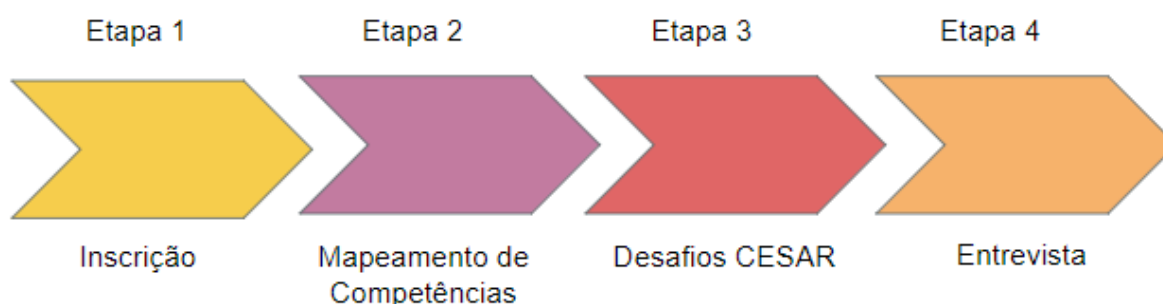 Etapa 1
Etapa 2
Etapa 3
Etapa 4
Inscrição
Mapeamento de
Competências
Desafios CESAR
Entrevista